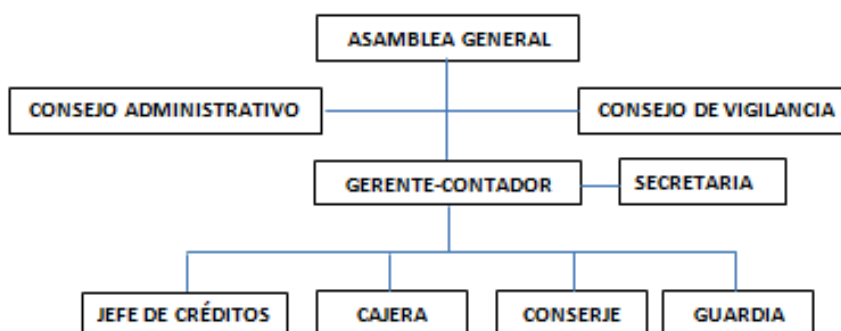 ASAMBLEA GENERAL
CONSEJO ADMINISTRATIVO
CONSEJO DE VIGILANCIA
GERENTE-CONTADOR
SECRETARIA
JEFE DE CRÉDITOS
CAJERA
CONSERJE
GUARDIA